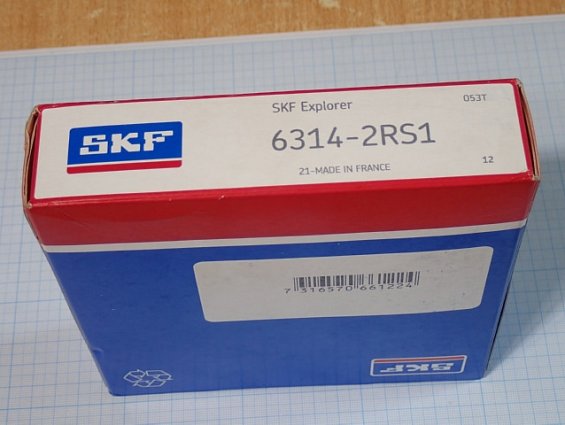 SKF
SKF Explorer
053T
6314-2RS1
21-MADE IN FRANCE
12
7 316570 661224
SKF